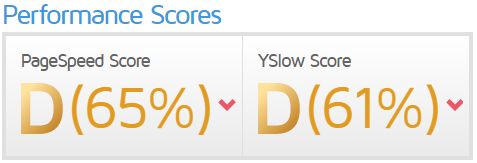 Performance Scores
PageSpeed Score YSlow Score
D(65%) D(61%)